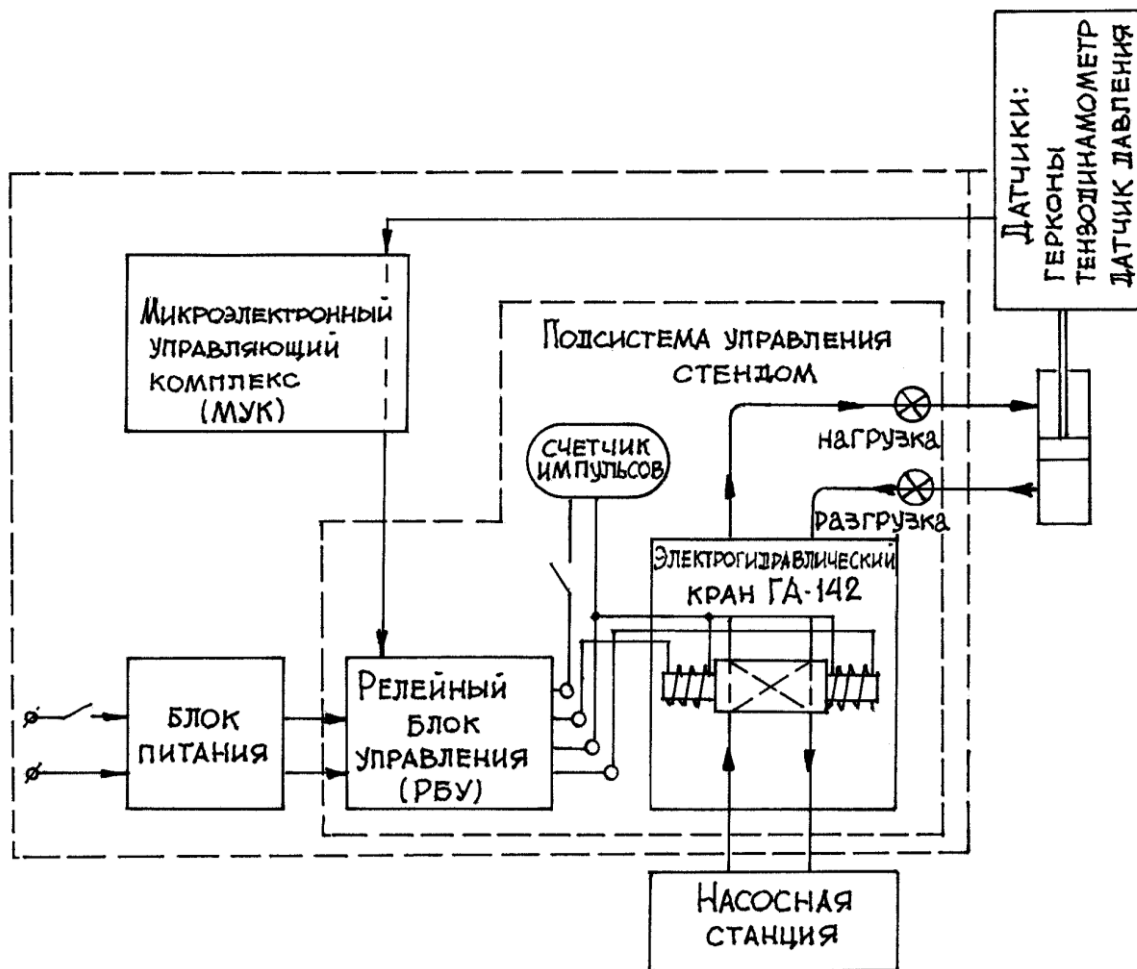 Датчики:
герконы
тензодинамометр
датчик давления
Микроэлектронный
управляющий
комплекс
(МУК)
Подсистема управления
стендом
нагрузка
счетчик
импульсов
разгрузка
Электрогидравлический
кран ГА-142
Блок
питания
Релейный
блок
управления
(РБУ)
Насосная
станция